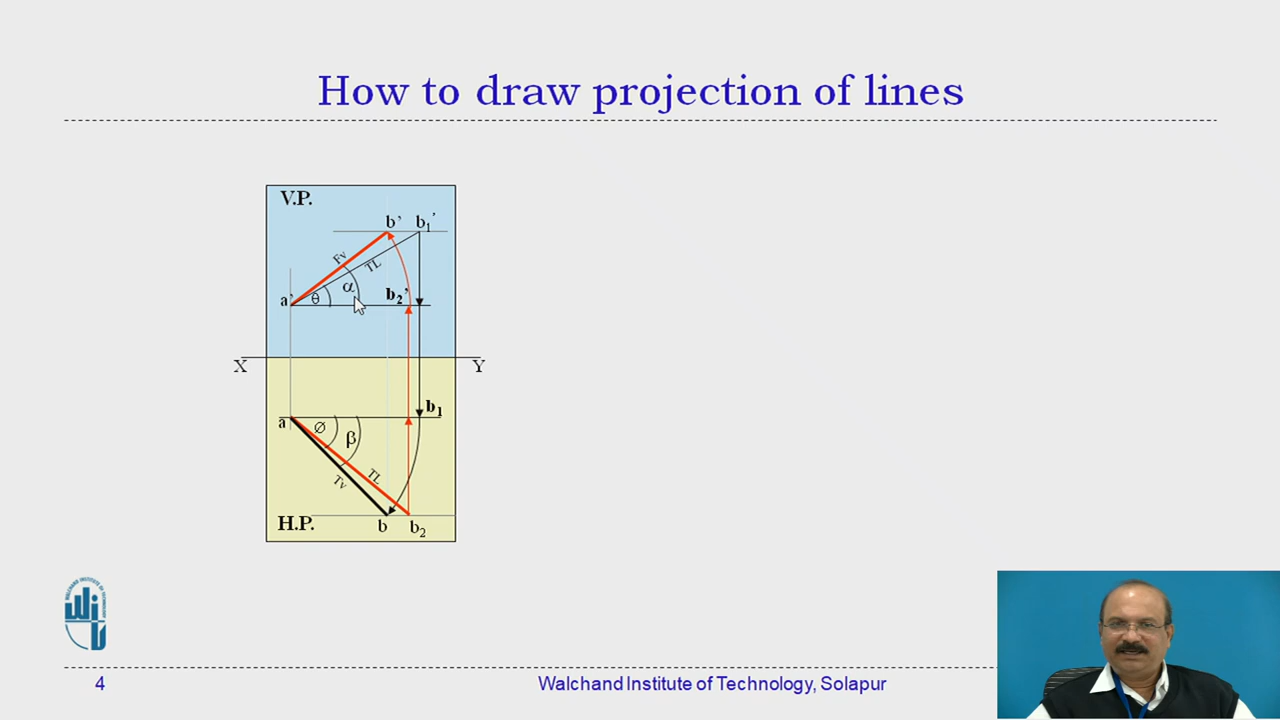 How to draw projection of lines
V.P.
b’ b₁’
Fv
TL
α
a’ θ
b₂’
X Y
b₁
a
∅
β
TL
Tv
H.P.
b b₂
4
Walchand Institute of Technology, Solapur